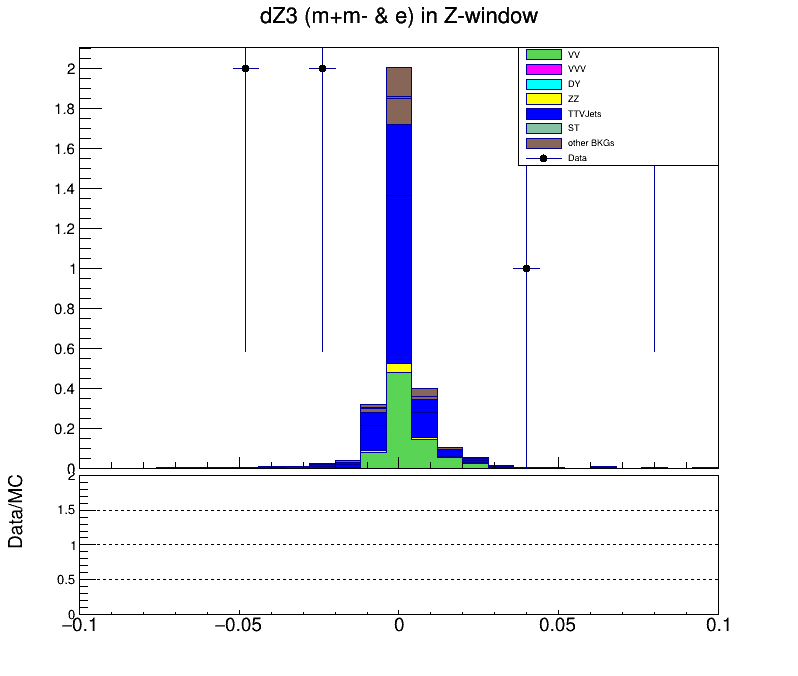 dZ3 (m+m- & e) in Z-window
2
1.8
1.6
1.4
1.2
1
0.8
0.6
0.4
0.2
0
VV
VVV
DY
ZZ
TTVJets
ST
other BKGs
Data
Data/MC
2
1.5
1
0.5
0
−0.1
−0.05
0
0.05
0.1